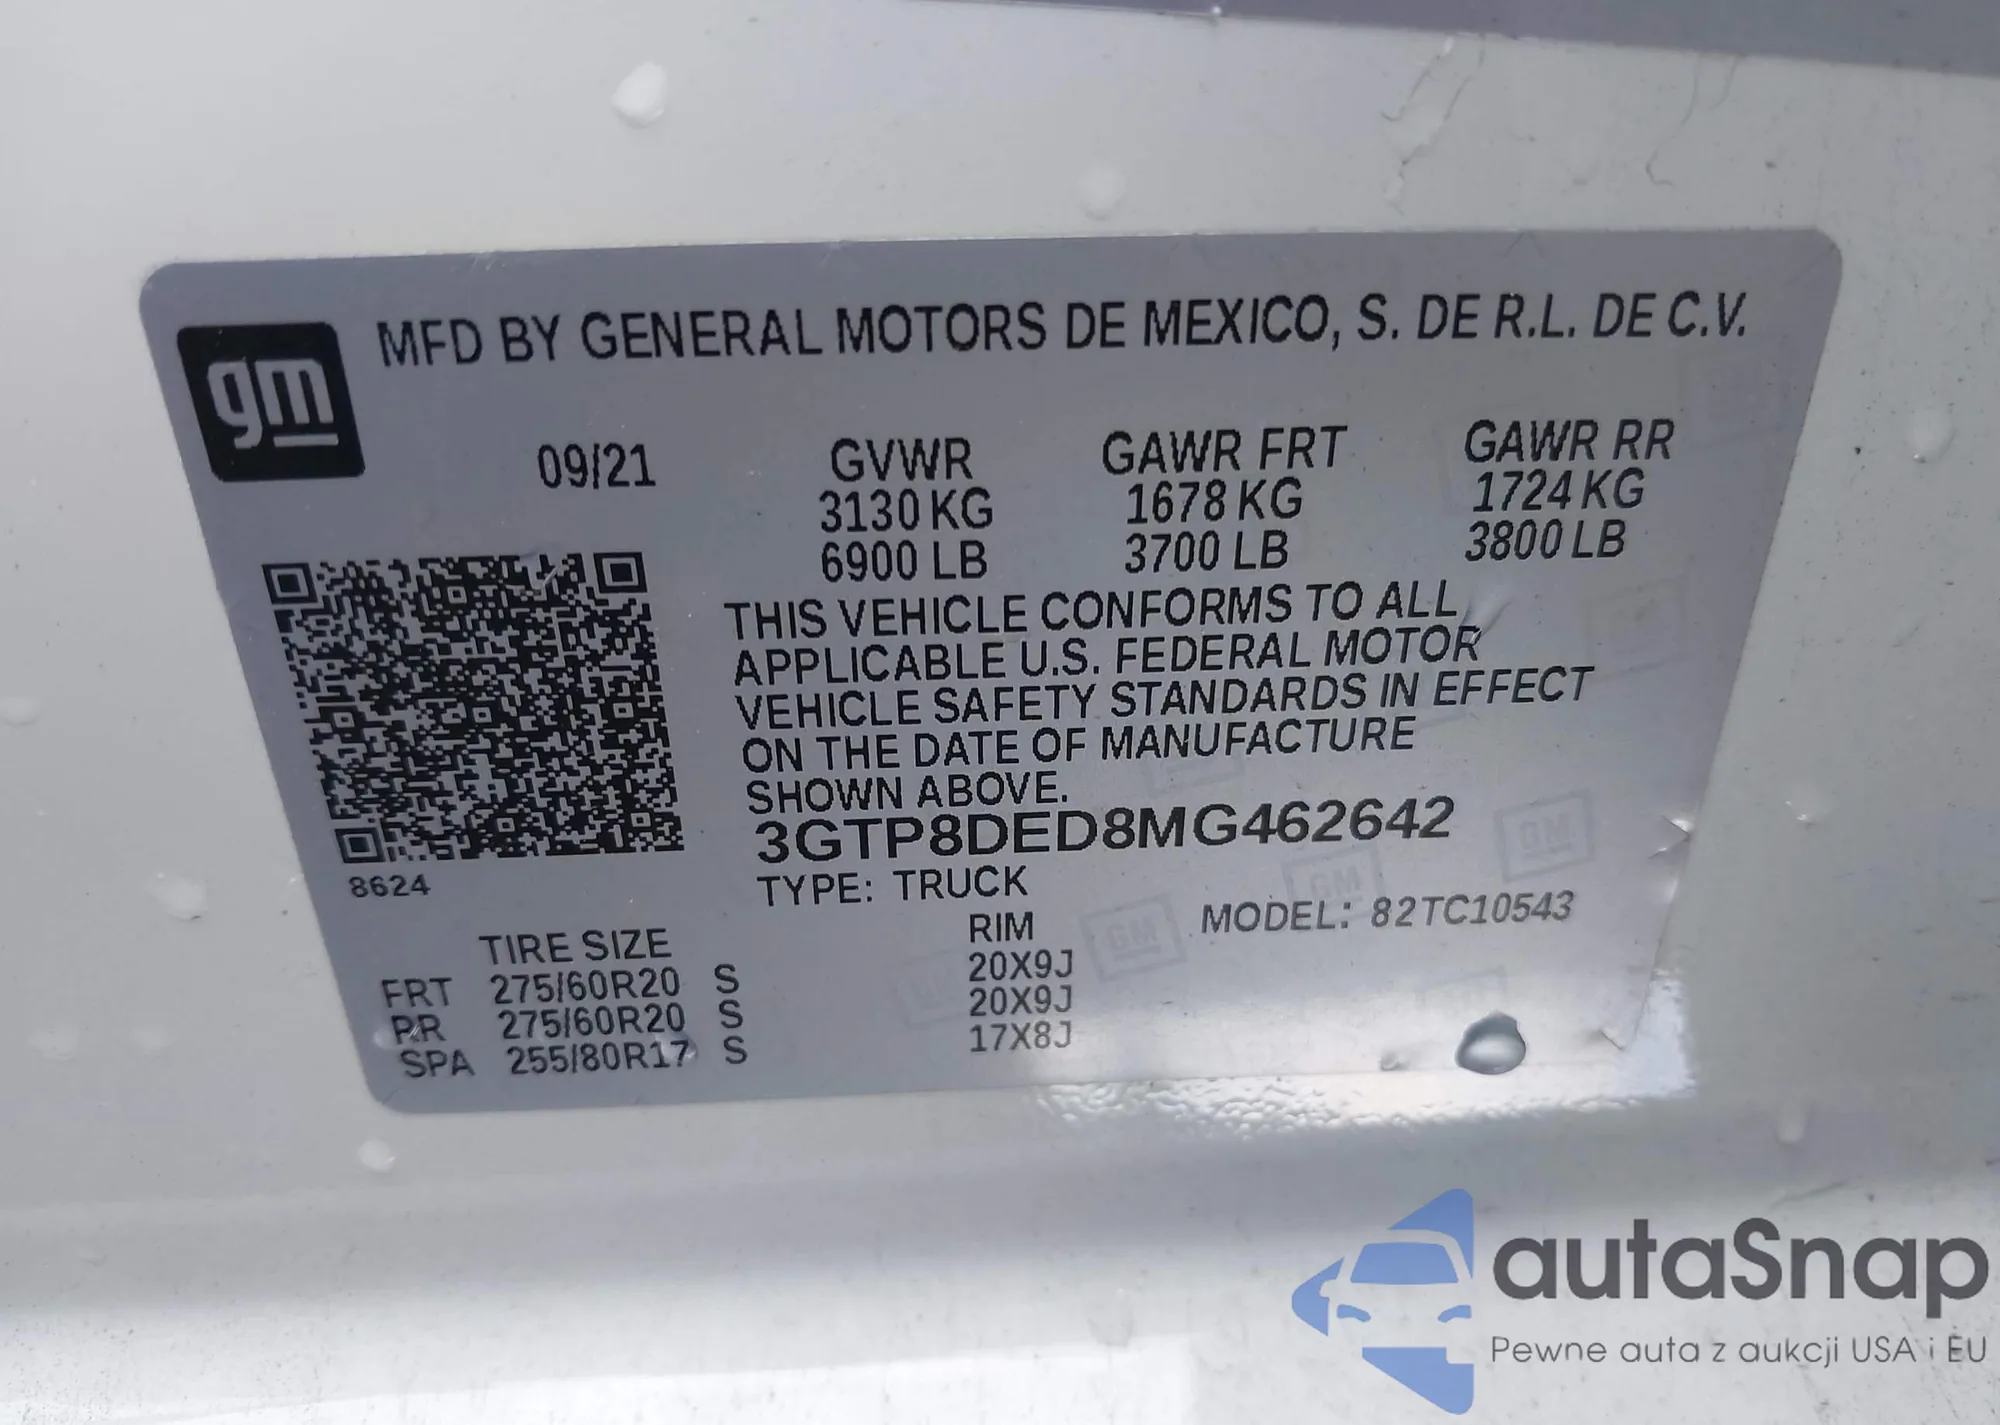 gm
MFD BY GENERAL MOTORS DE MEXICO, S. DE R.L. DE C.V.
09/21 GVWR GAWR FRT GAWR RR
3130 KG 1678 KG 1724 KG
6900 LB 3700 LB 3800 LB
THIS VEHICLE CONFORMS TO ALL
APPLICABLE U.S. FEDERAL MOTOR
VEHICLE SAFETY STANDARDS IN EFFECT
ON THE DATE OF MANUFACTURE
SHOWN ABOVE.
3GTP8DED8MG462642
8624
TYPE: TRUCK
MODEL: 82TC10543
TIRE SIZE RIM
FRT 275/60R20 S 20X9J
RR 275/60R20 S 20X9J
SPA 255/80R17 S 17X8J
GM
GM
GM
autaSnap
Pewne auta z aukcji USA i EU